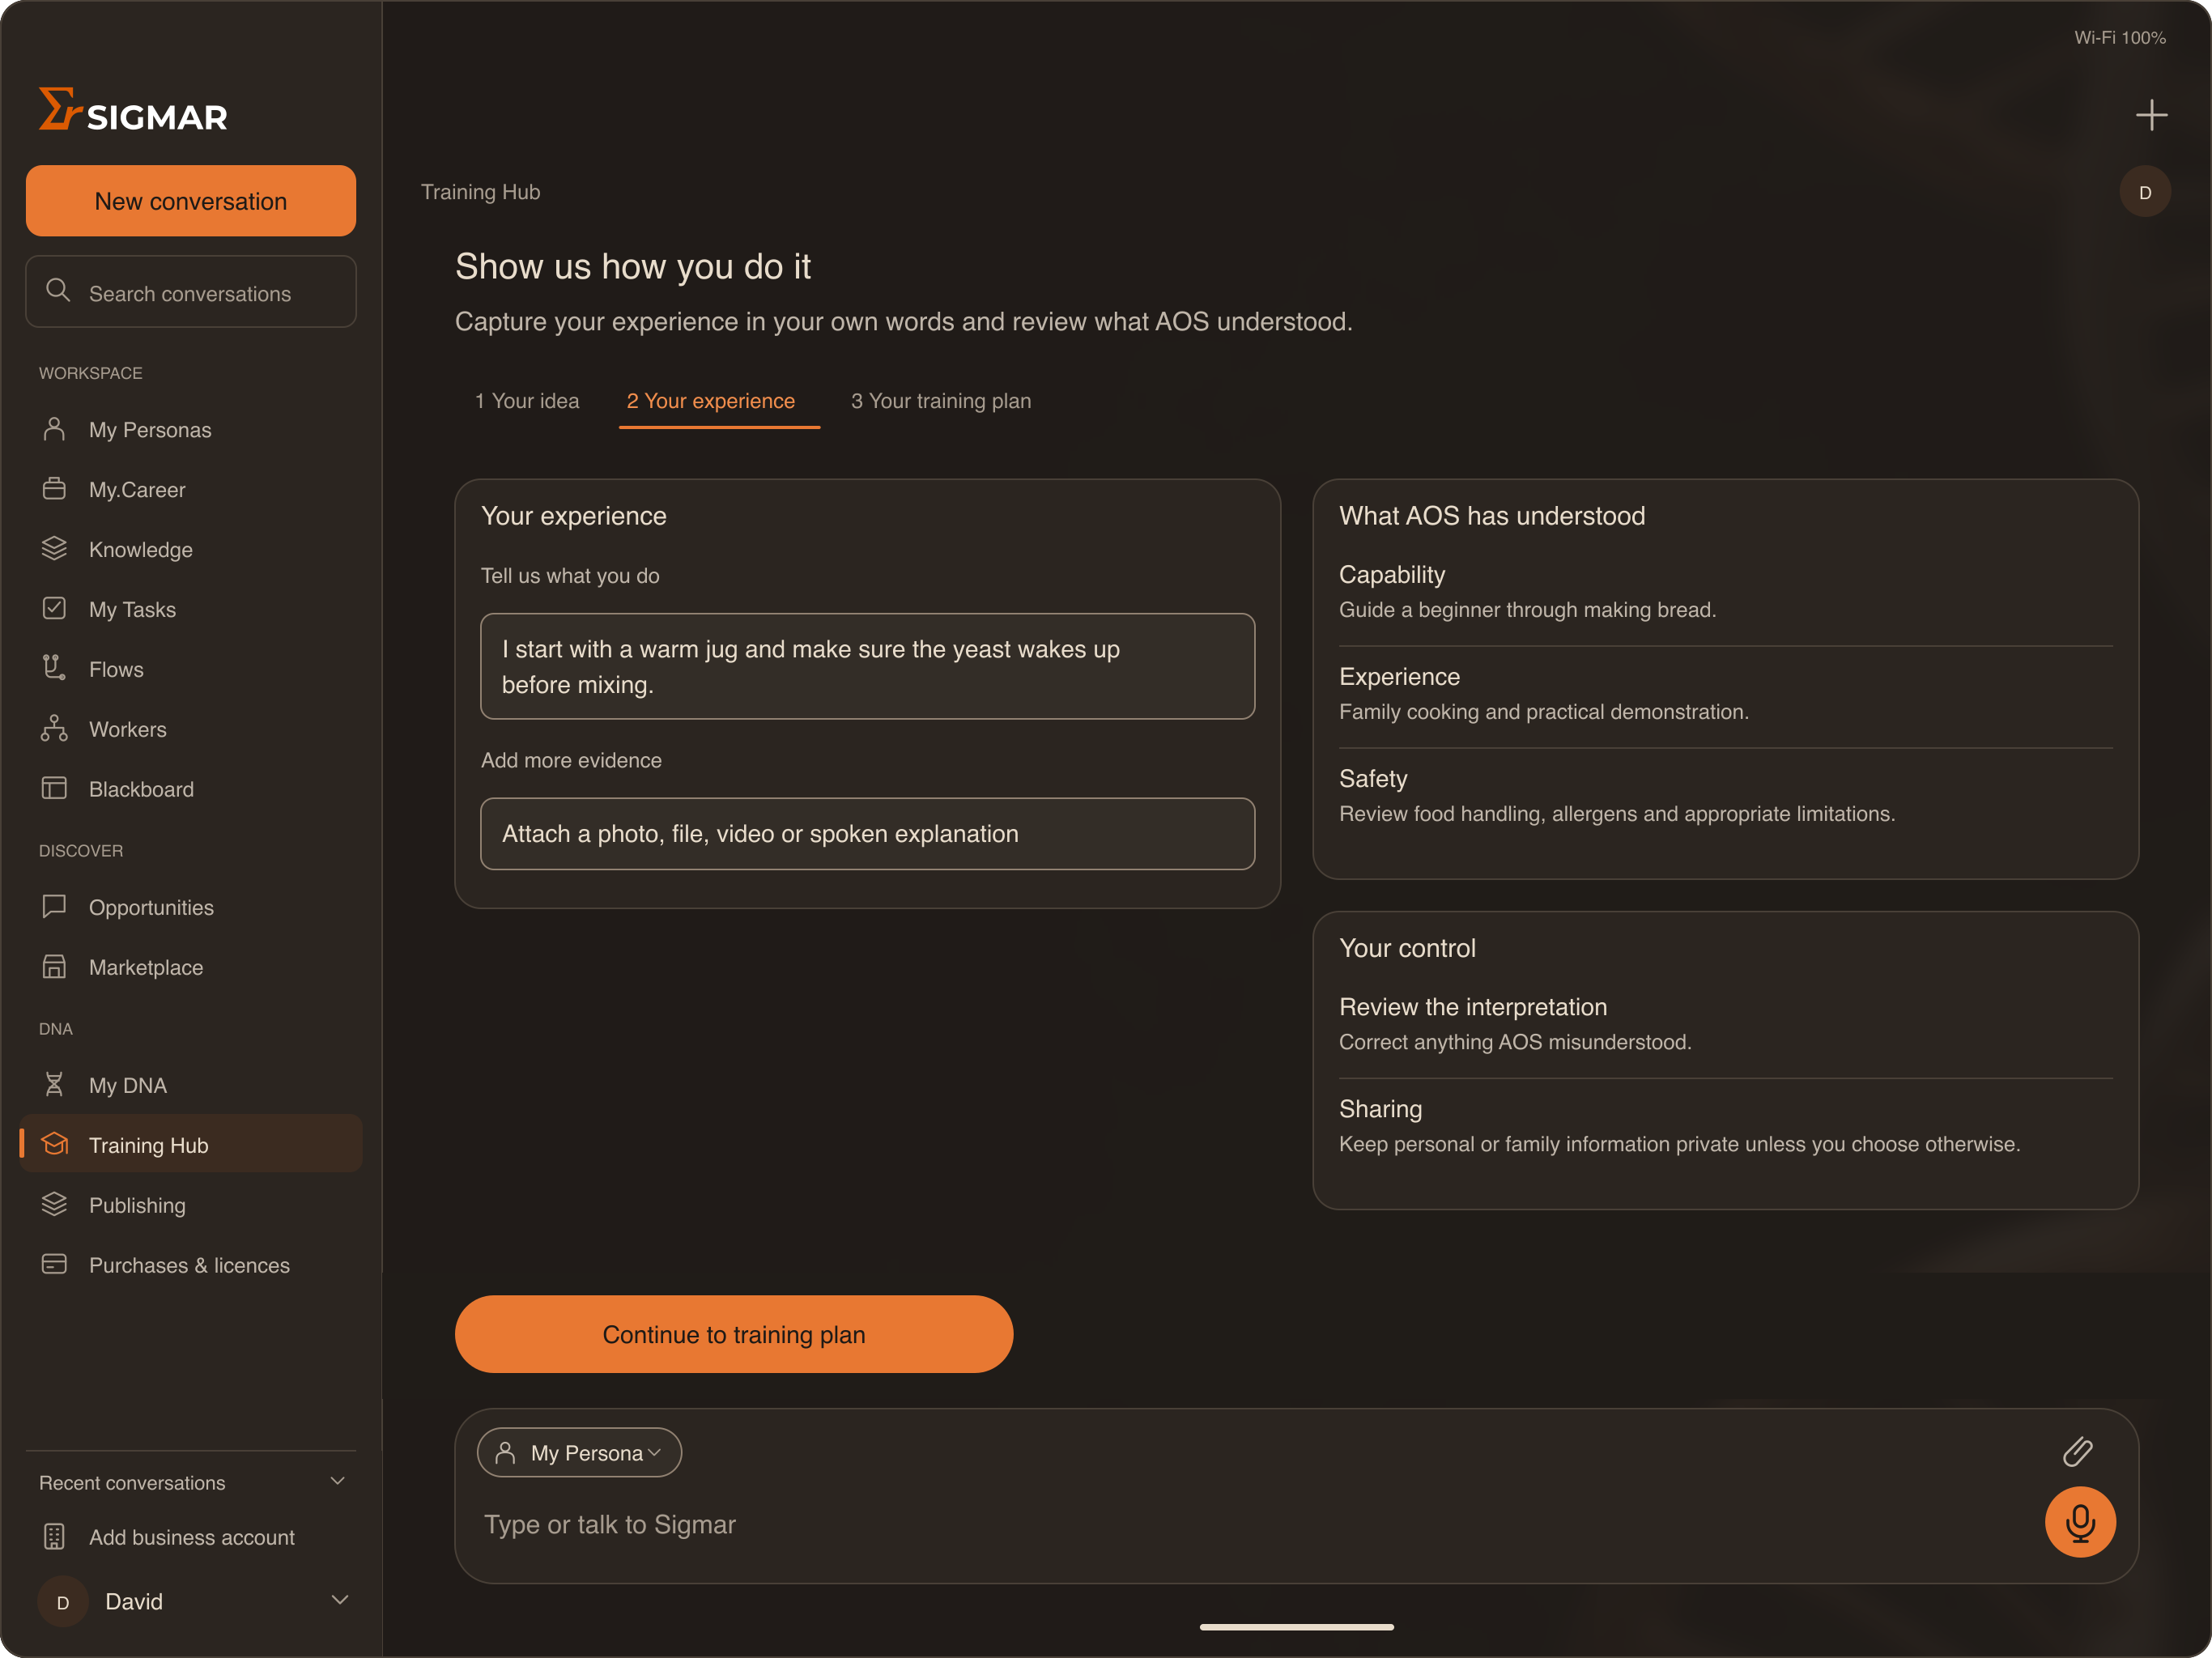 Wi-Fi 100%
Σr SIGMAR
New conversation
Search conversations
WORKSPACE
My Personas
My.Career
Knowledge
My Tasks
Flows
Workers
Blackboard
DISCOVER
Opportunities
Marketplace
DNA
My DNA
Training Hub
Publishing
Purchases & licences
Recent conversations
Add business account
D
David
Training Hub
D
Show us how you do it
Capture your experience in your own words and review what AOS understood.
1 Your idea
2 Your experience
3 Your training plan
Your experience
Tell us what you do
I start with a warm jug and make sure the yeast wakes up
before mixing.
Add more evidence
Attach a photo, file, video or spoken explanation
What AOS has understood
Capability
Guide a beginner through making bread.
Experience
Family cooking and practical demonstration.
Safety
Review food handling, allergens and appropriate limitations.
Your control
Review the interpretation
Correct anything AOS misunderstood.
Sharing
Keep personal or family information private unless you choose otherwise.
Continue to training plan
My Persona
Type or talk to Sigmar